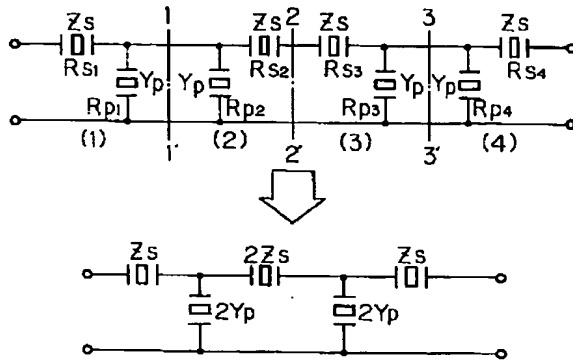 1 2 3
Zs Zs Zs Zs
Rs1 Yp Yp Rs2 Rs3 Yp Yp Rs4
Rp1 Rp2 Rp3 Rp4
(1) 1' (2) 2' (3) 3' (4)
Zs 2Zs Zs
2Yp 2Yp